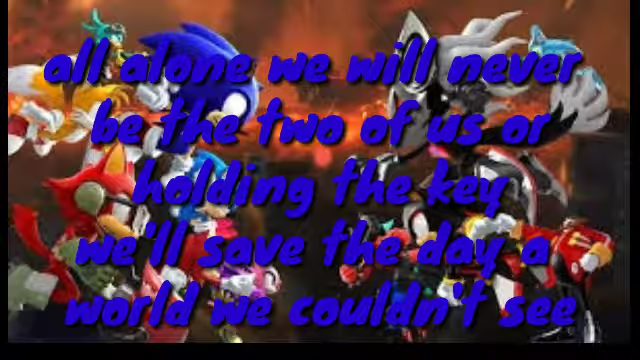 all alone we will never
be the two of us or
holding the key
we'll save the day a
world we couldn't see